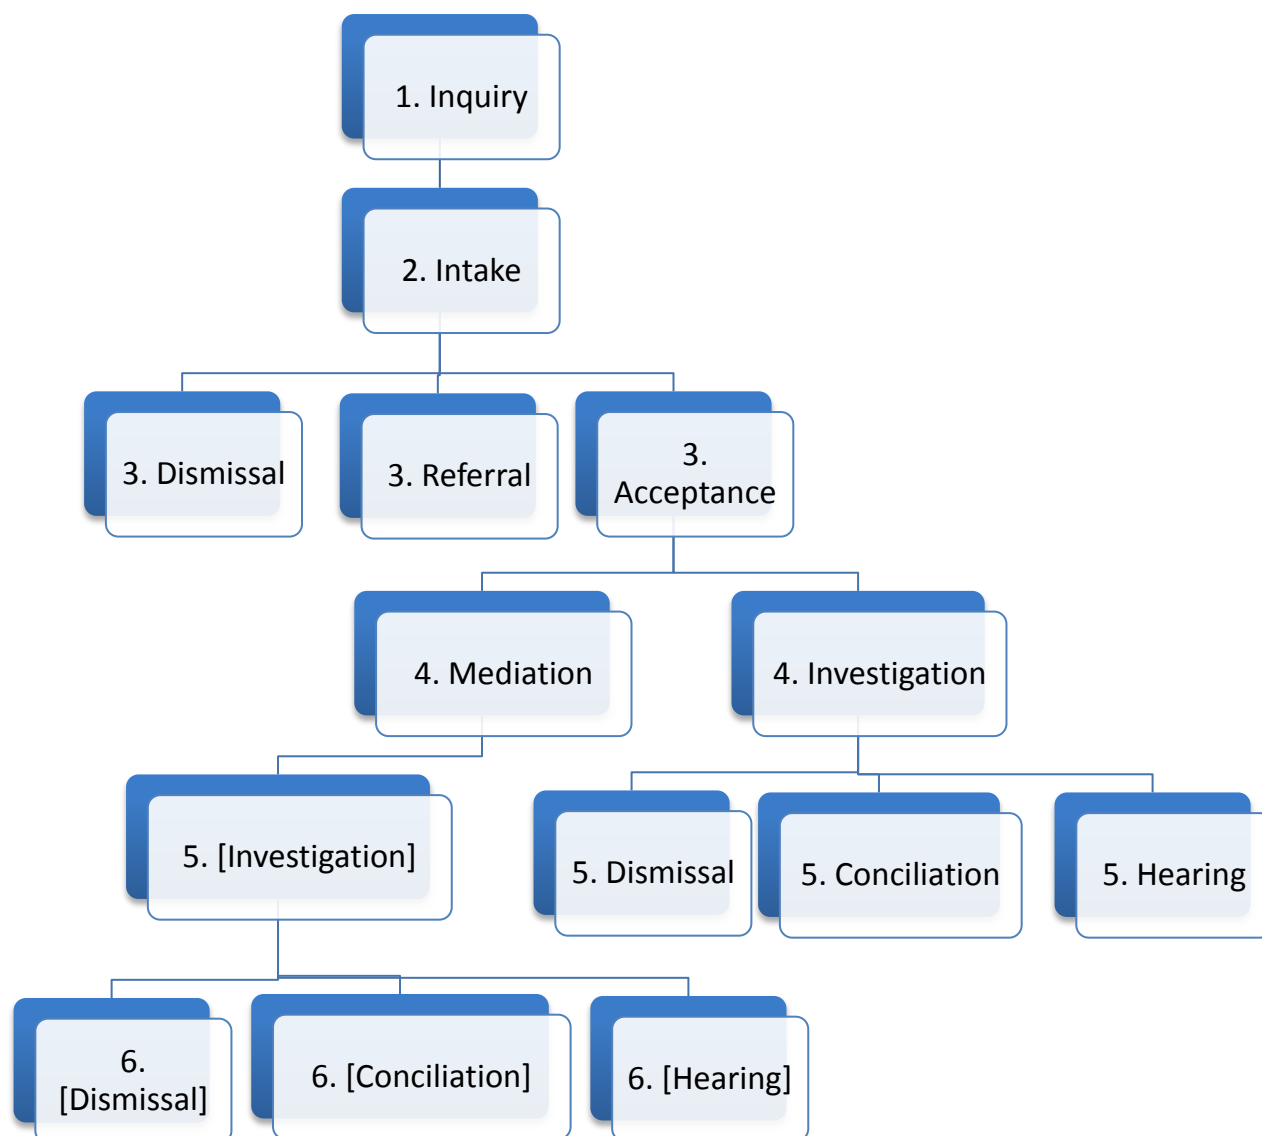 1. Inquiry
2. Intake
3. Dismissal
3. Referral
3.
Acceptance
4. Mediation
4. Investigation
5. [Investigation]
5. Dismissal
5. Conciliation
5. Hearing
6.
[Dismissal]
6. [Conciliation]
6. [Hearing]